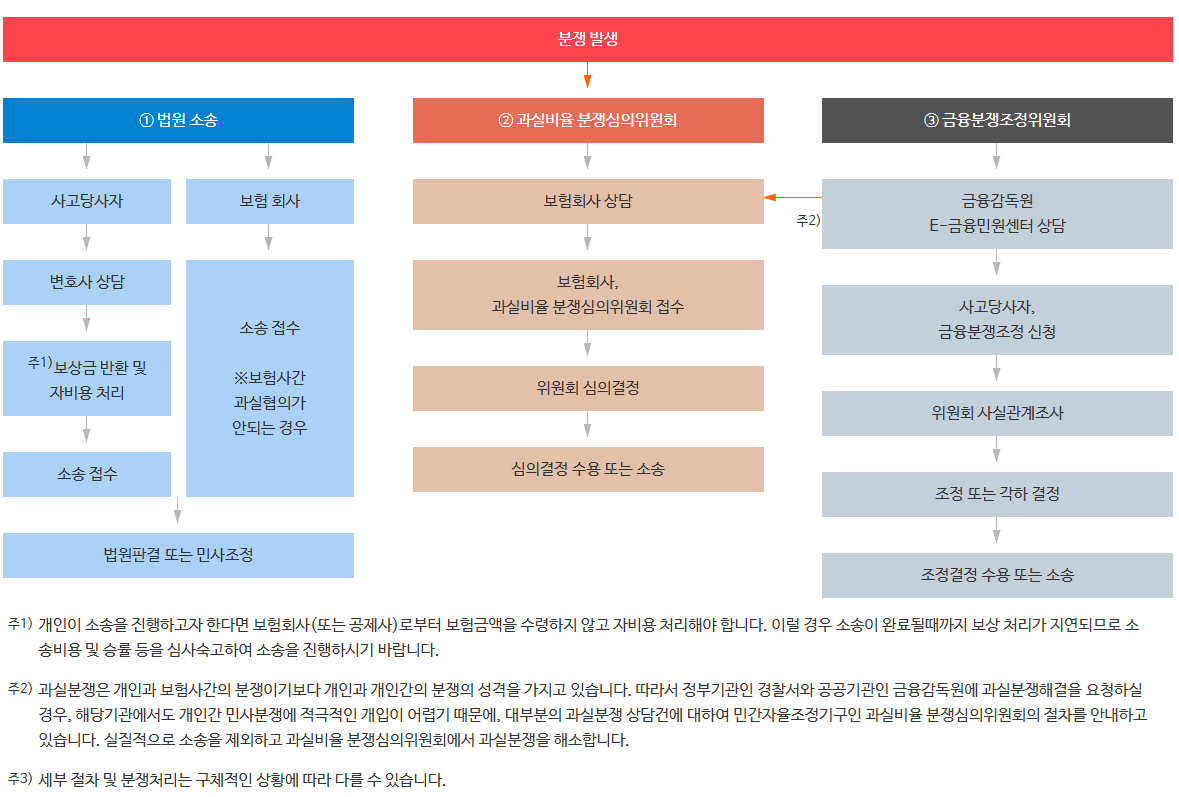 분쟁 발생
① 법원 소송
사고당사자
변호사 상담
주1) 보상금 반환 및
자비용 처리
소송 접수
보험 회사
소송 접수
※보험사간
과실협의가
안되는 경우
법원판결 또는 민사조정
② 과실비율 분쟁심의위원회
보험회사 상담
보험회사,
과실비율 분쟁심의위원회 접수
위원회 심의결정
심의결정 수용 또는 소송
③ 금융분쟁조정위원회
주2)
금융감독원
E-금융민원센터 상담
사고당사자,
금융분쟁조정 신청
위원회 사실관계조사
조정 또는 각하 결정
조정결정 수용 또는 소송
주1) 개인이 소송을 진행하고자 한다면 보험회사(또는 공제사)로부터 보험금액을 수령하지 않고 자비용 처리해야 합니다. 이럴 경우 소송이 완료될때까지 보상 처리가 지연되므로 소
송비용 및 승률 등을 심사숙고하여 소송을 진행하시기 바랍니다.
주2) 과실분쟁은 개인과 보험사간의 분쟁이기보다 개인과 개인간의 분쟁의 성격을 가지고 있습니다. 따라서 정부기관인 경찰서와 공공기관인 금융감독원에 과실분쟁해결을 요청하실
경우, 해당기관에서도 개인간 민사분쟁에 적극적인 개입이 어렵기 때문에, 대부분의 과실분쟁 상담건에 대하여 민간자율조정기구인 과실비율 분쟁심의위원회의 절차를 안내하고
있습니다. 실질적으로 소송을 제외하고 과실비율 분쟁심의위원회에서 과실분쟁을 해소합니다.
주3) 세부 절차 및 분쟁처리는 구체적인 상황에 따라 다를 수 있습니다.